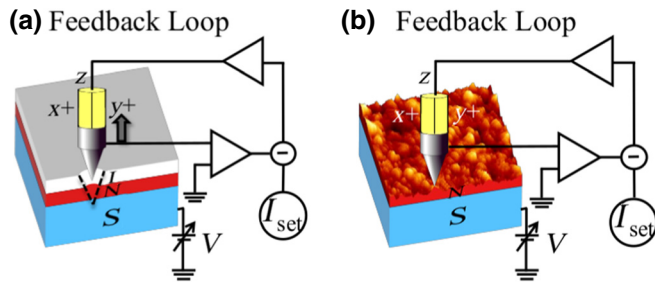 (a) Feedback Loop
z
x+ y+
I
N
S
V
I set
(b) Feedback Loop
z
x+ y+
N
S
V
I set